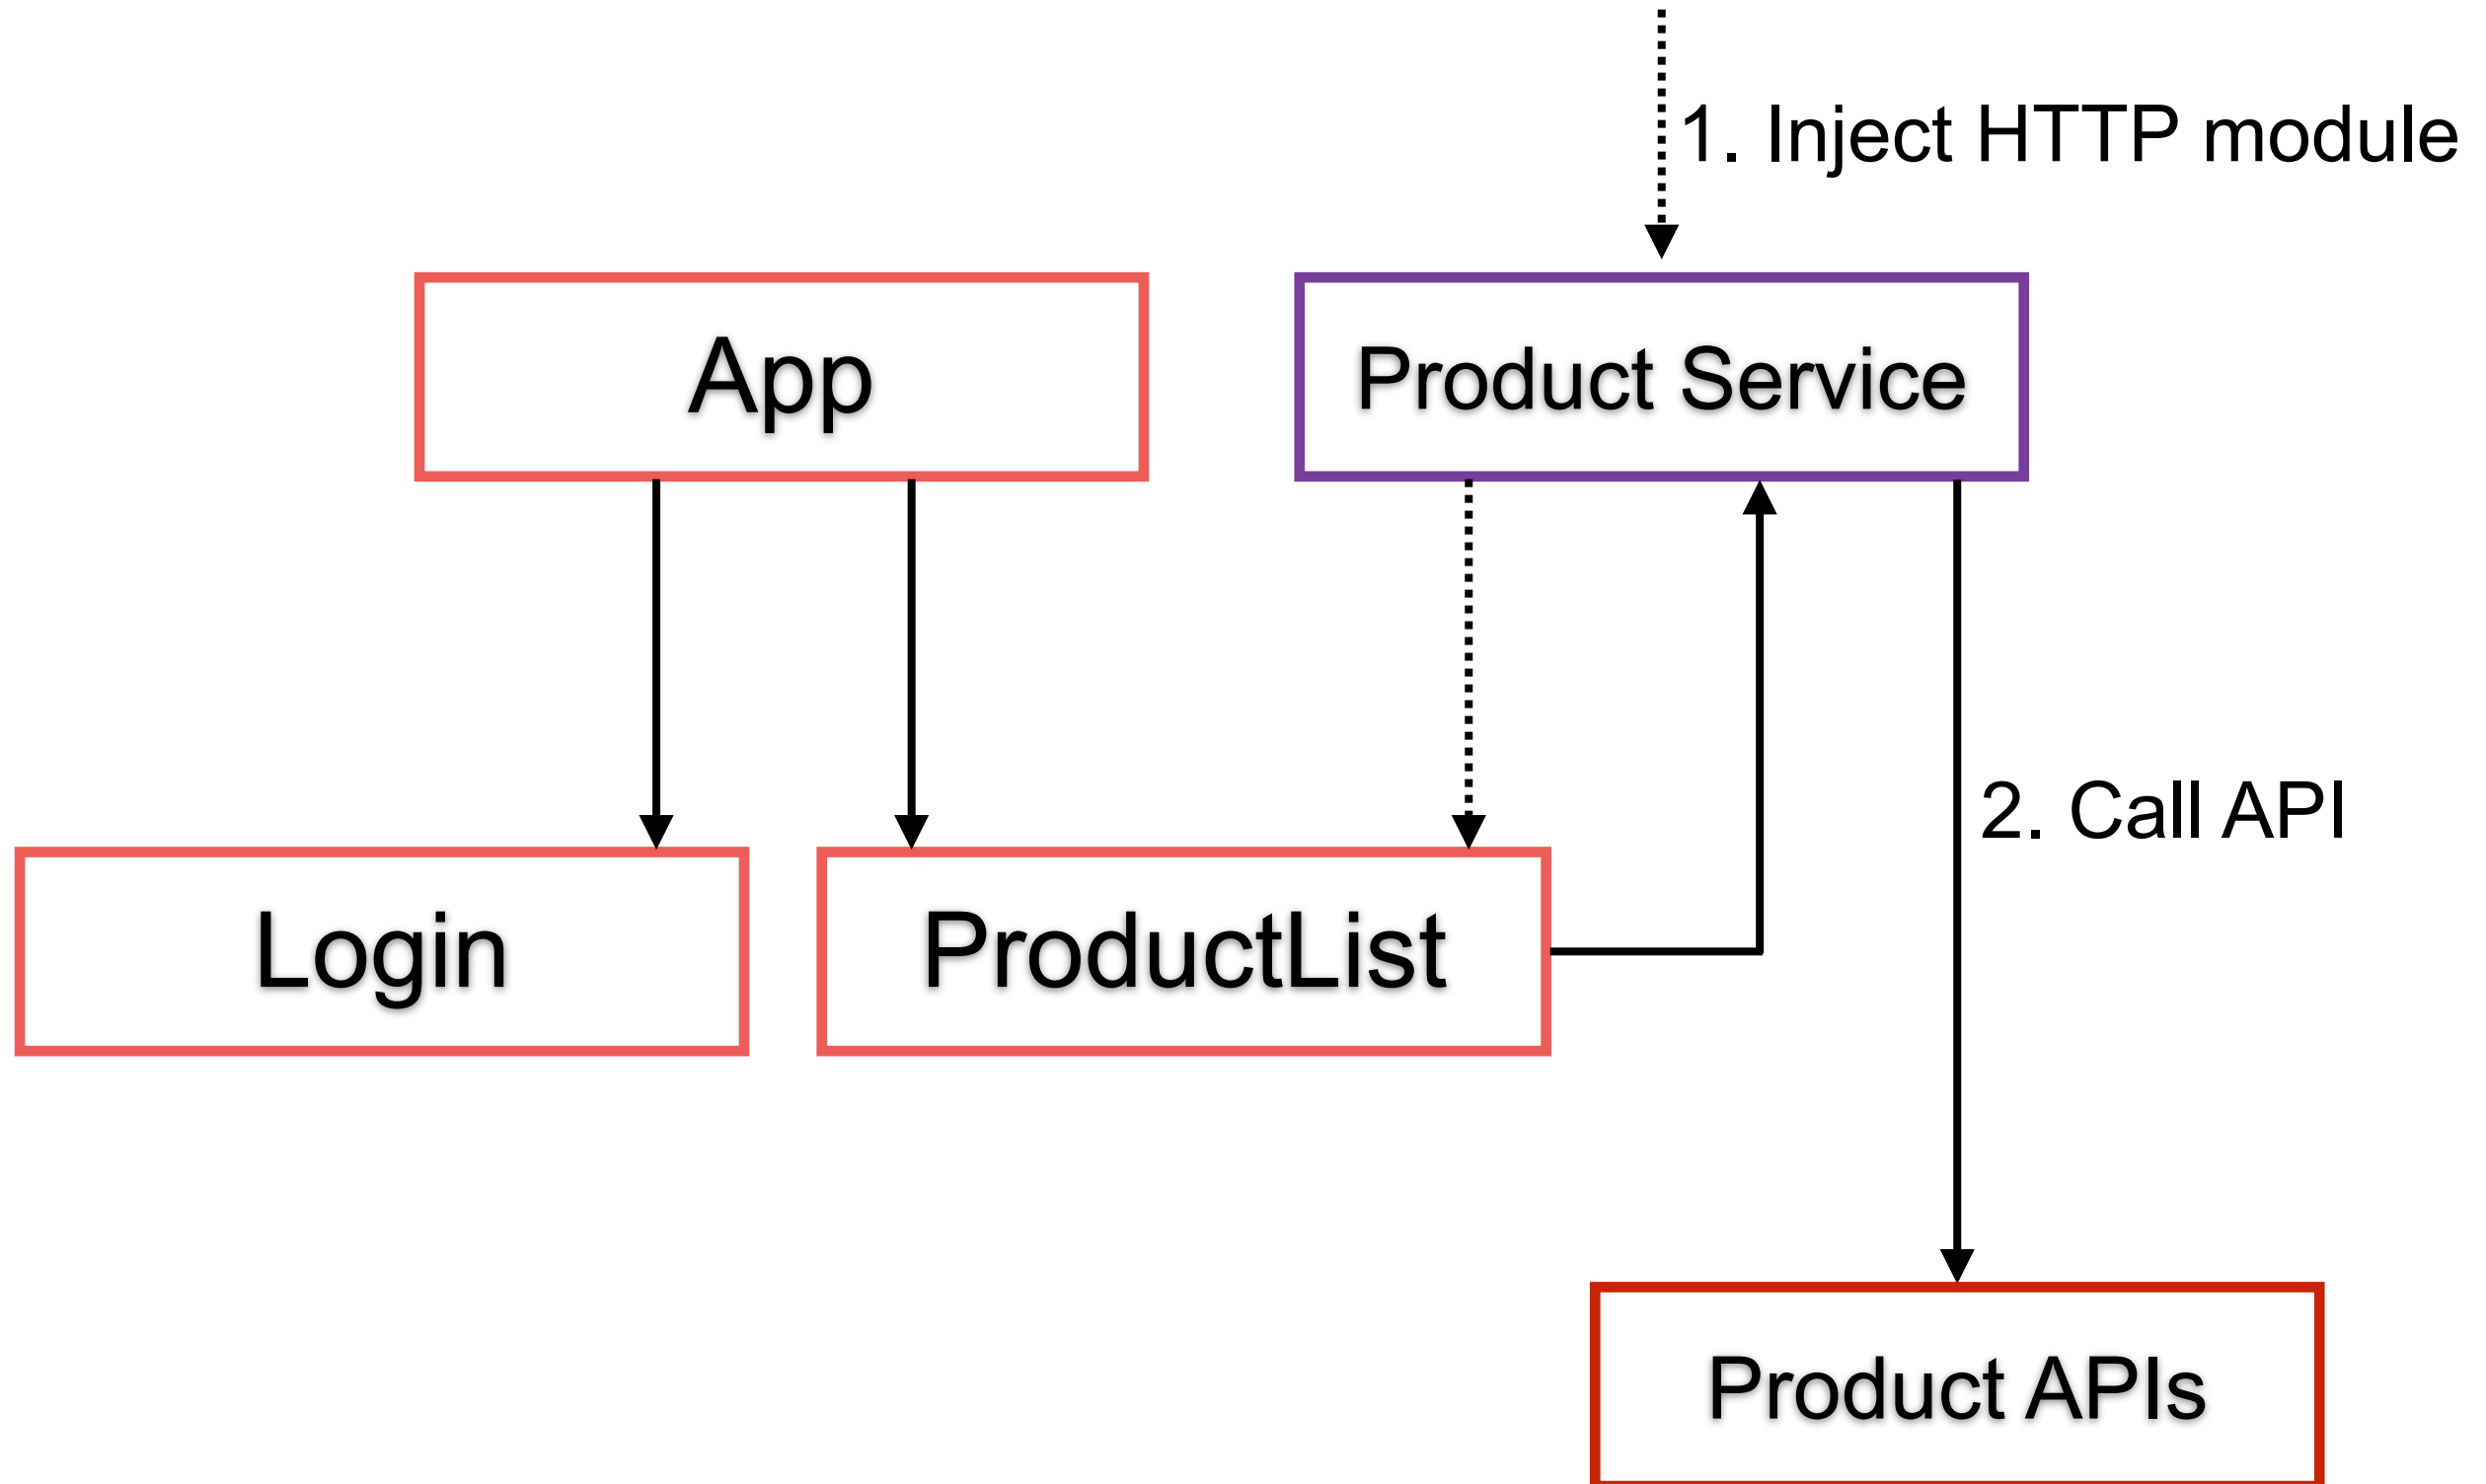 1. Inject HTTP module
App
Product Service
2. Call API
Login
ProductList
Product APIs